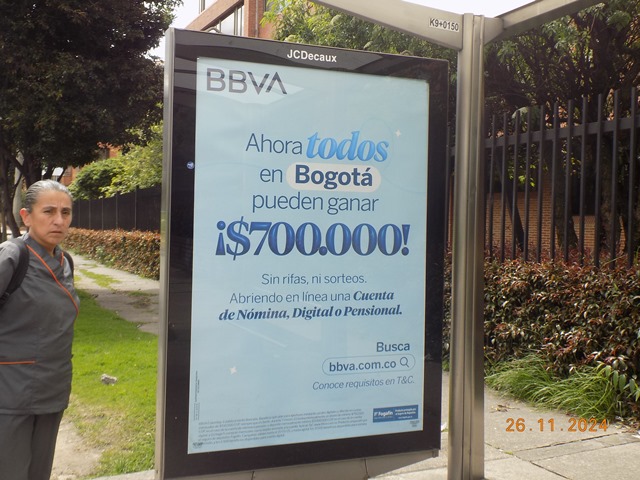 K9+0150
JCDecaux
BBVA
Ahora todos
en Bogotá
pueden ganar
¡$700.000!
Sin rifas, ni sorteos.
Abriendo en línea una Cuenta
de Nómina, Digital o Pensional.
Busca
bbva.com.co
Conoce requisitos en T&C.
Fogafín
26.11.2024